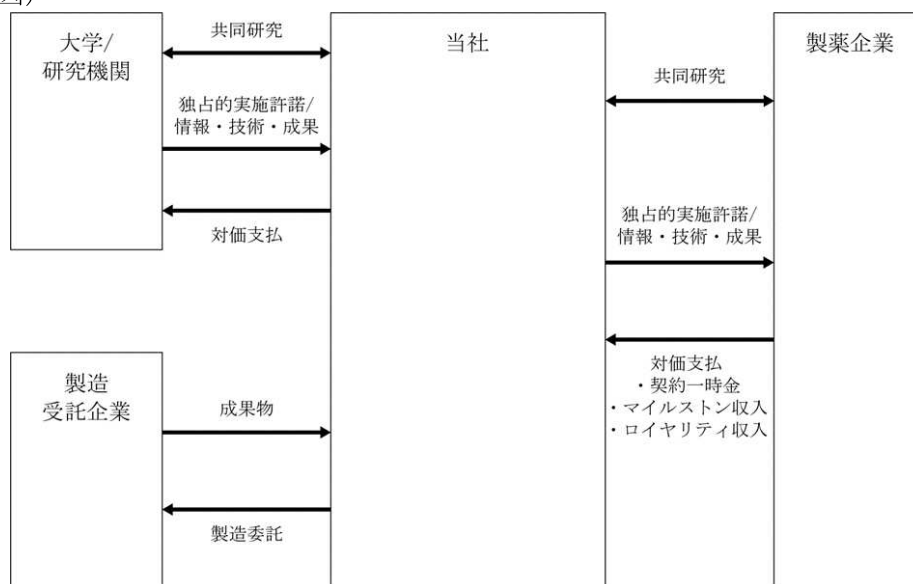 大学/
研究機関
共同研究
独占的実施許諾/
情報・技術・成果
対価支払
当社
製薬企業
共同研究
独占的実施許諾/
情報・技術・成果
対価支払
・契約一時金
・マイルストン収入
・ロイヤリティ収入
製造
受託企業
成果物
製造委託